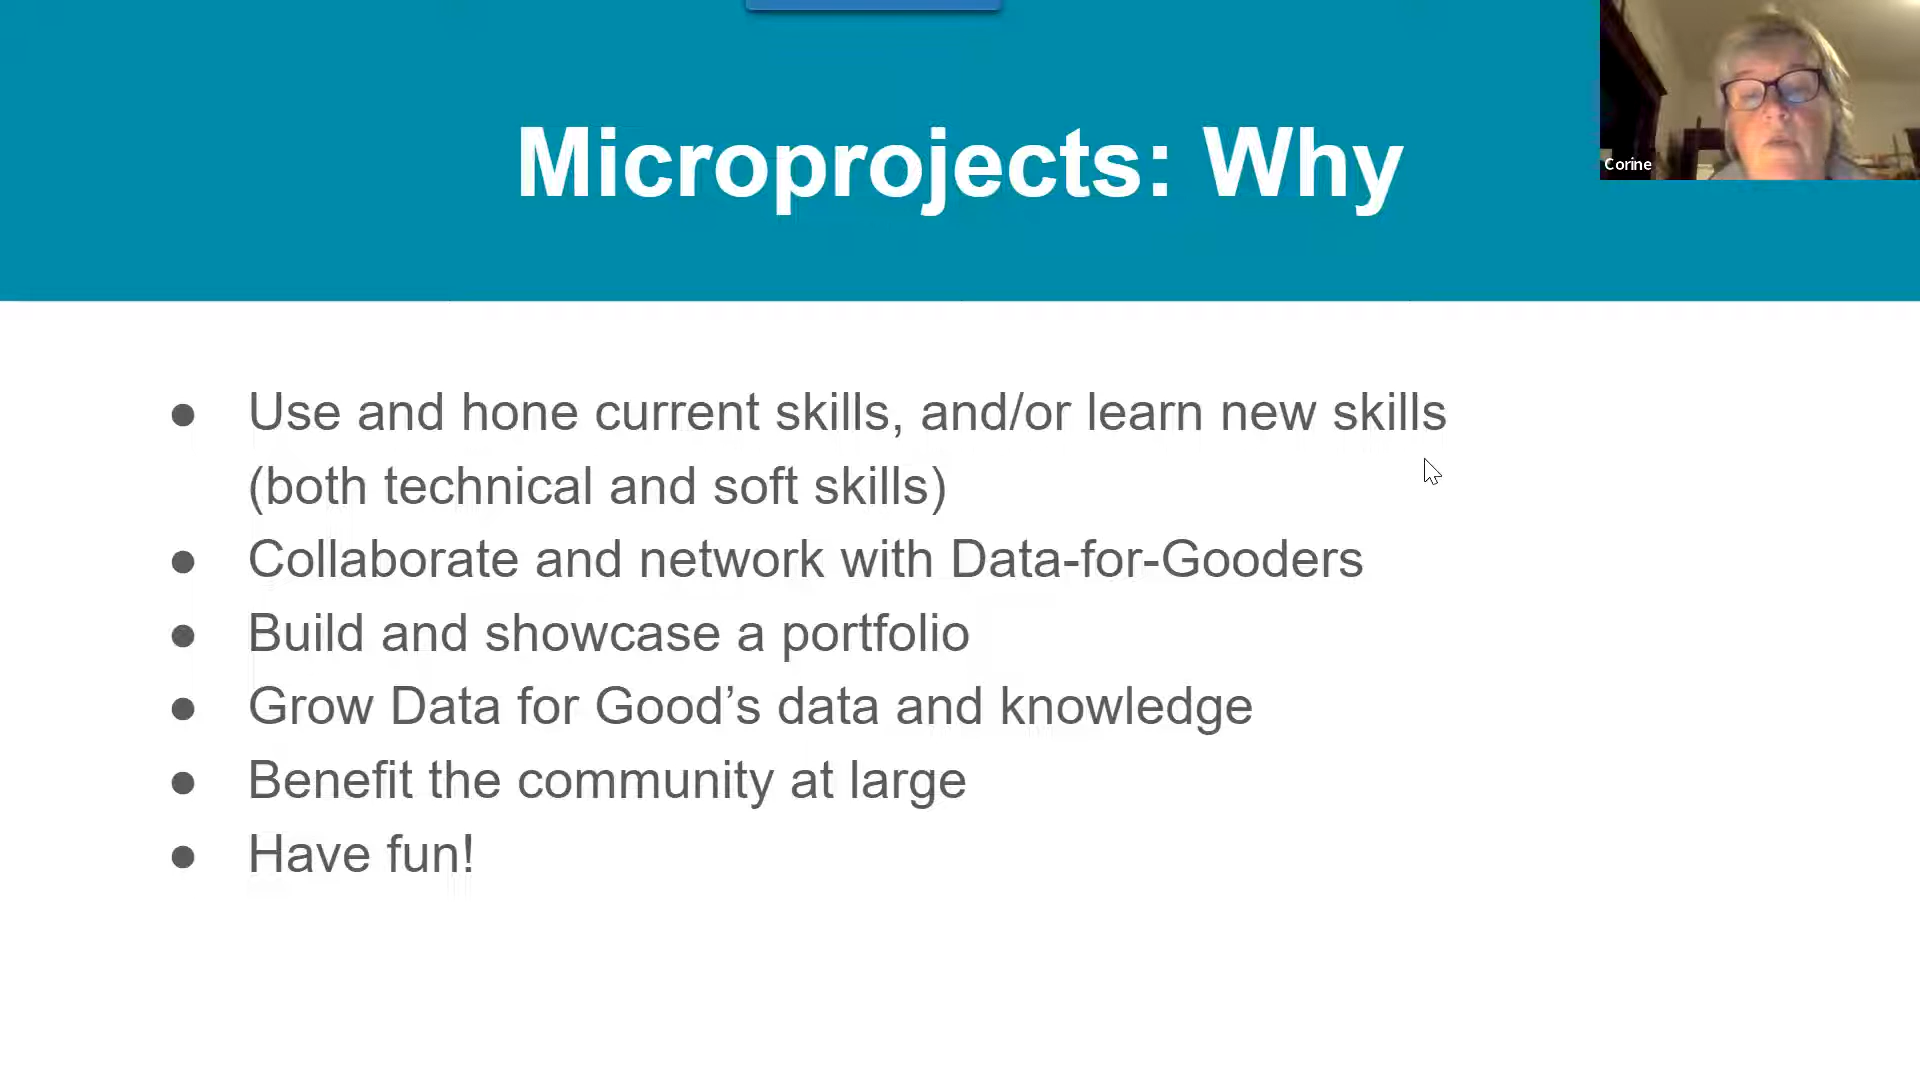 Microprojects: Why
Corine
● Use and hone current skills, and/or learn new skills
(both technical and soft skills)
● Collaborate and network with Data-for-Gooders
● Build and showcase a portfolio
● Grow Data for Good’s data and knowledge
● Benefit the community at large
● Have fun!